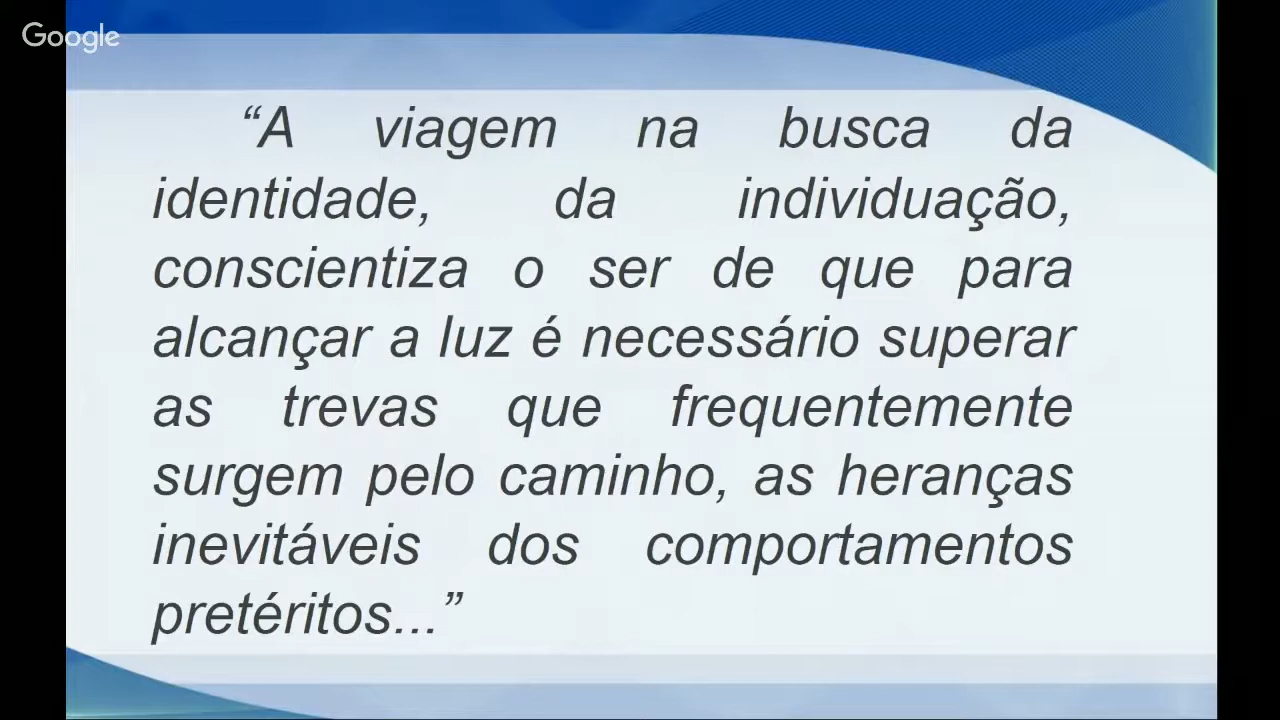 Google
“A viagem na busca da
identidade, da individuação,
conscientiza o ser de que para
alcançar a luz é necessário superar
as trevas que frequentemente
surgem pelo caminho, as heranças
inevitáveis dos comportamentos
pretéritos...”